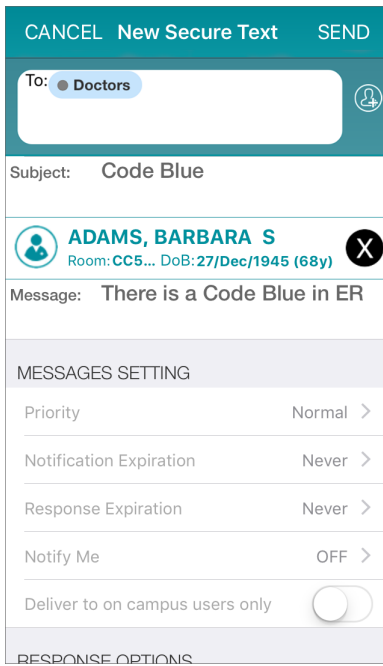 CANCEL New Secure Text SEND
To: Doctors
Subject: Code Blue
ADAMS, BARBARA S
Room: CC5... DoB: 27/Dec/1945 (68y) X
Message: There is a Code Blue in ER
MESSAGES SETTING
Priority Normal
Notification Expiration Never
Response Expiration Never
Notify Me OFF
Deliver to on campus users only
RESPONSE OPTIONS